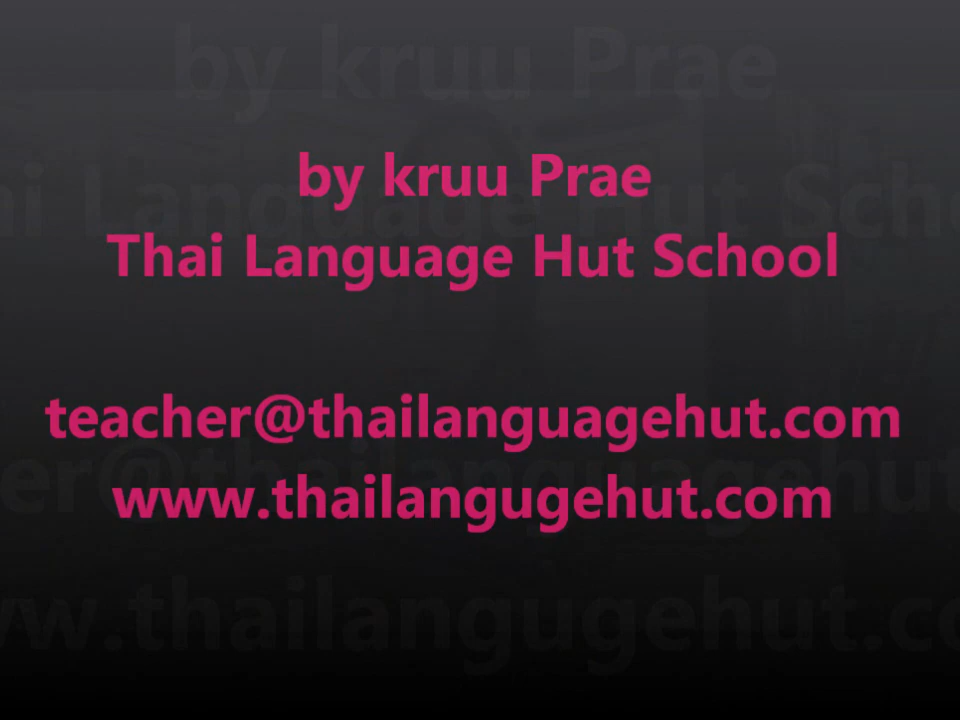 by kruu Prae
Thai Language Hut School
teacher@thailanguagehut.com
www.thailangugehut.com